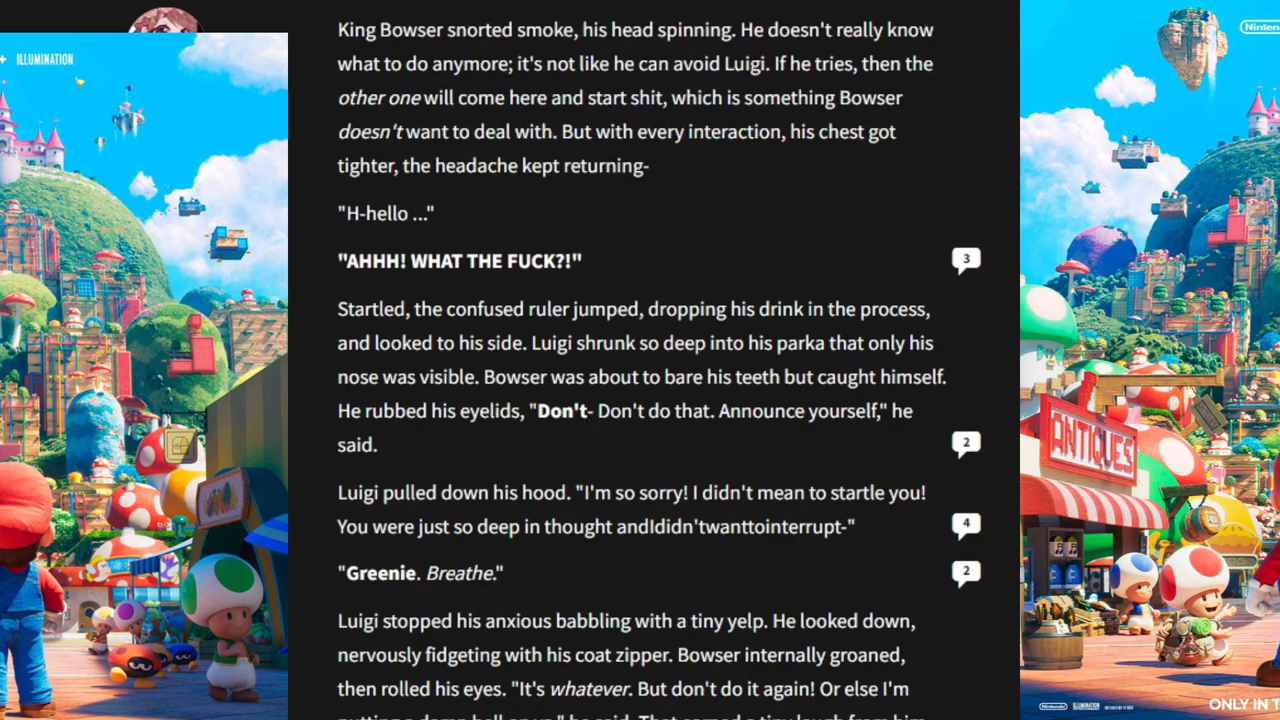 ILLUMINATION
King Bowser snorted smoke, his head spinning. He doesn't really know
what to do anymore; it's not like he can avoid Luigi. If he tries, then the
other one will come here and start shit, which is something Bowser
doesn't want to deal with. But with every interaction, his chest got
tighter, the headache kept returning-
"H-hello ..."
"AHHH! WHAT THE FUCK?!"
3
Startled, the confused ruler jumped, dropping his drink in the process,
and looked to his side. Luigi shrunk so deep into his parka that only his
nose was visible. Bowser was about to bare his teeth but caught himself.
He rubbed his eyelids, "Don't- Don't do that. Announce yourself," he
said.
2
Luigi pulled down his hood. "I'm so sorry! I didn't mean to startle you!
You were just so deep in thought andIdidn'twanttointerrupt-"
4
"Greenie. Breathe."
2
Luigi stopped his anxious babbling with a tiny yelp. He looked down,
nervously fidgeting with his coat zipper. Bowser internally groaned,
then rolled his eyes. "It's whatever. But don't do it again! Or else I'm
Ninten
ANTIQUES
Nintendo
ILLUMINATION
ONLY IN T